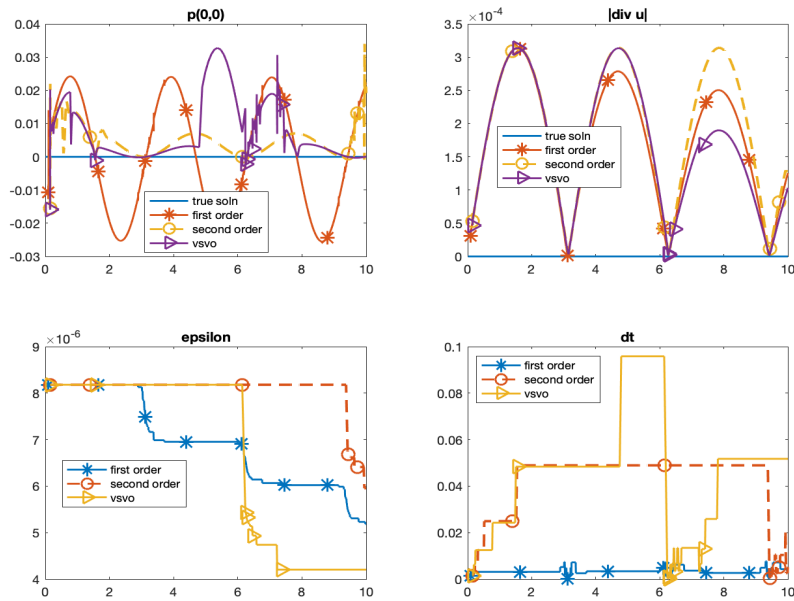 p(0,0)
0.04
0.03
0.02
0.01
0
-0.01
-0.02
-0.03
0 2 4 6 8 10
true soln
first order
second order
vsvo
|div u|
×10⁻⁴
3.5
3
2.5
2
1.5
1
0.5
0
0 2 4 6 8 10
true soln
first order
second order
vsvo
epsilon
×10⁻⁶
9
8
7
6
5
4
0 2 4 6 8 10
first order
second order
vsvo
dt
0.1
0.08
0.06
0.04
0.02
0
0 2 4 6 8 10
first order
second order
vsvo